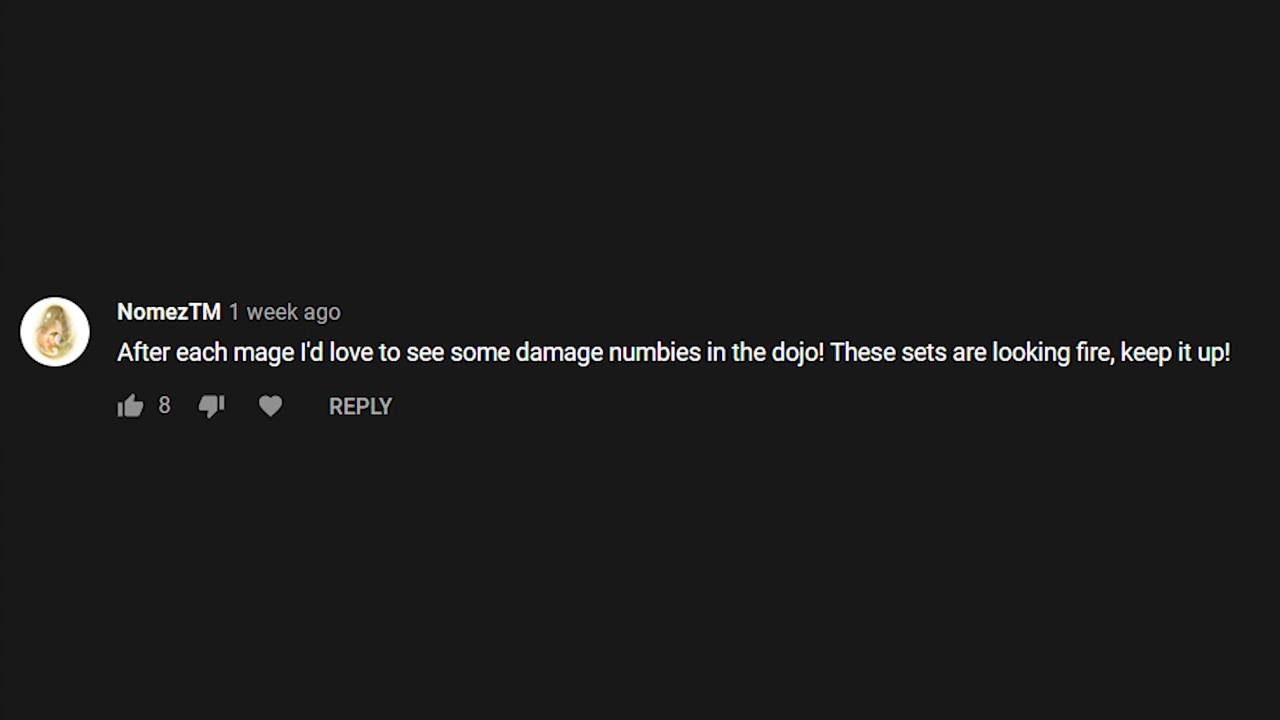 NomezTM 1 week ago
After each mage I'd love to see some damage numbies in the dojo! These sets are looking fire, keep it up!
8 REPLY